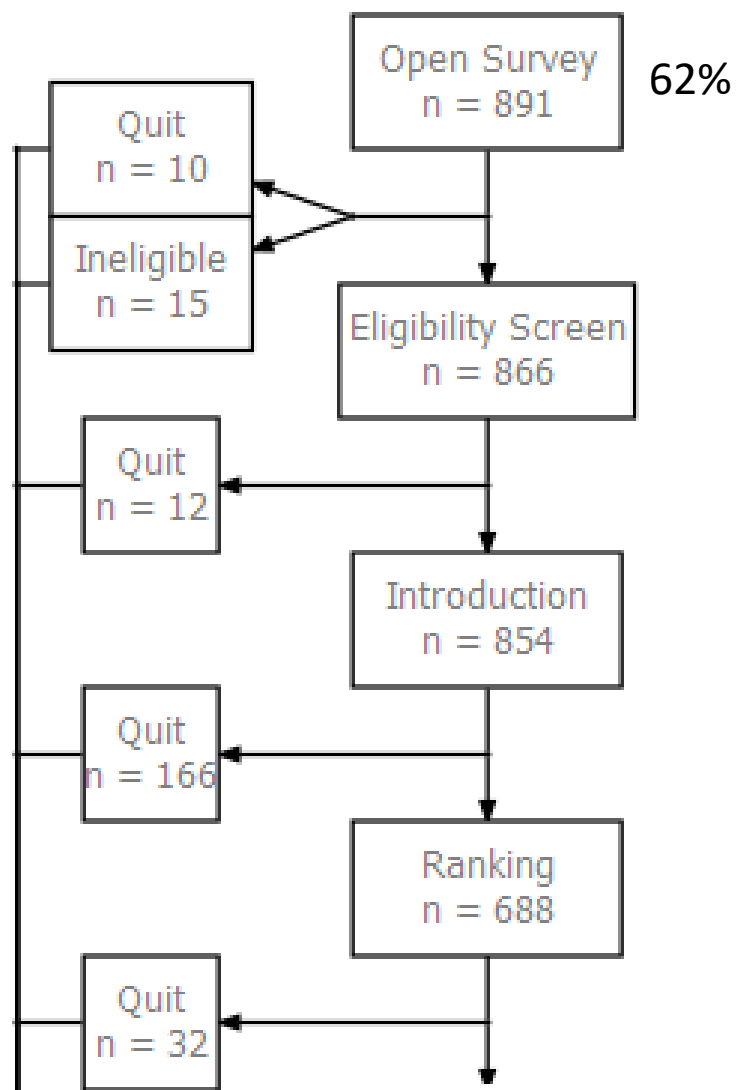 Open Survey
n = 891
62%
Quit
n = 10
Ineligible
n = 15
Eligibility Screen
n = 866
Quit
n = 12
Introduction
n = 854
Quit
n = 166
Ranking
n = 688
Quit
n = 32